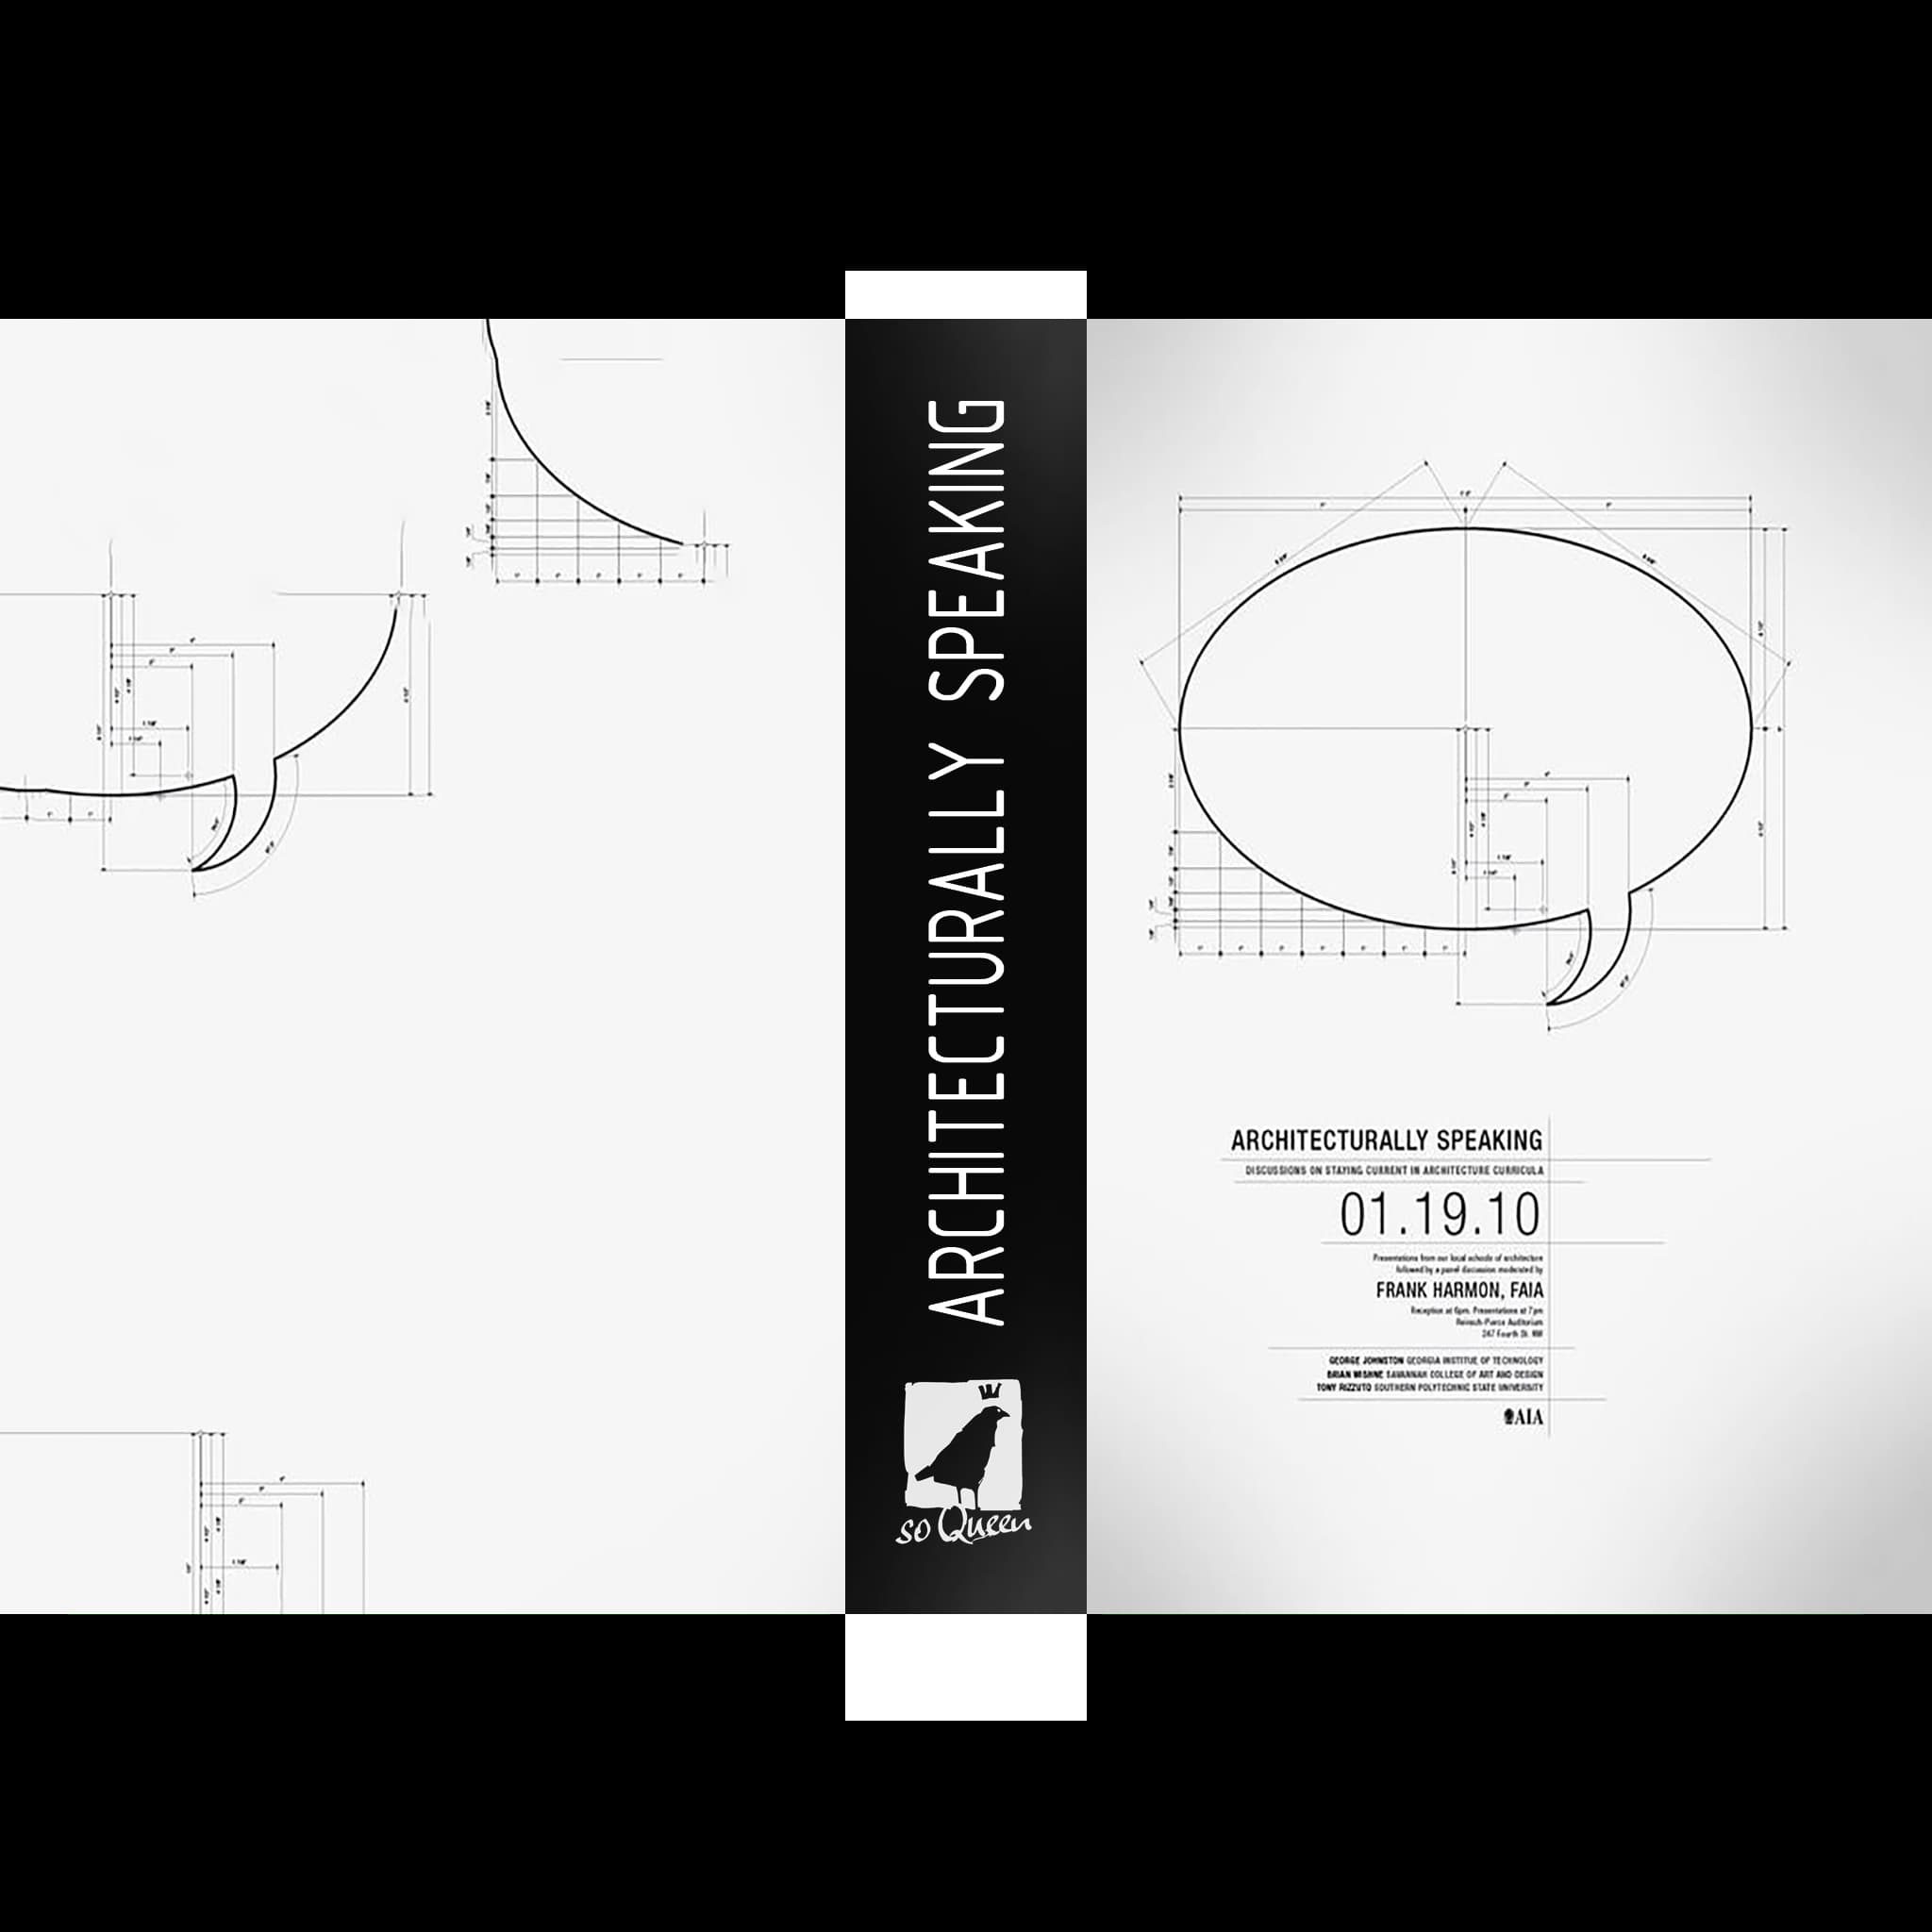 ARCHITECTURALLY SPEAKING
so Queen
ARCHITECTURALLY SPEAKING
DISCUSSIONS ON STAYING CURRENT IN ARCHITECTURE CURRICULA
01.19.10
Presentations from our local schools of architecture
followed by a panel discussion moderated by
FRANK HARMON, FAIA
Reception at 6pm. Presentations at 7pm
Reinsch-Pierce Auditorium
247 Fourth St. NW
GEORGE JOHNSTON GEORGIA INSTITUE OF TECHNOLOGY
BRIAN WISHNE SAVANNAH COLLEGE OF ART AND DESIGN
TONY RIZZUTO SOUTHERN POLYTECHNIC STATE UNIVERSITY
AIA